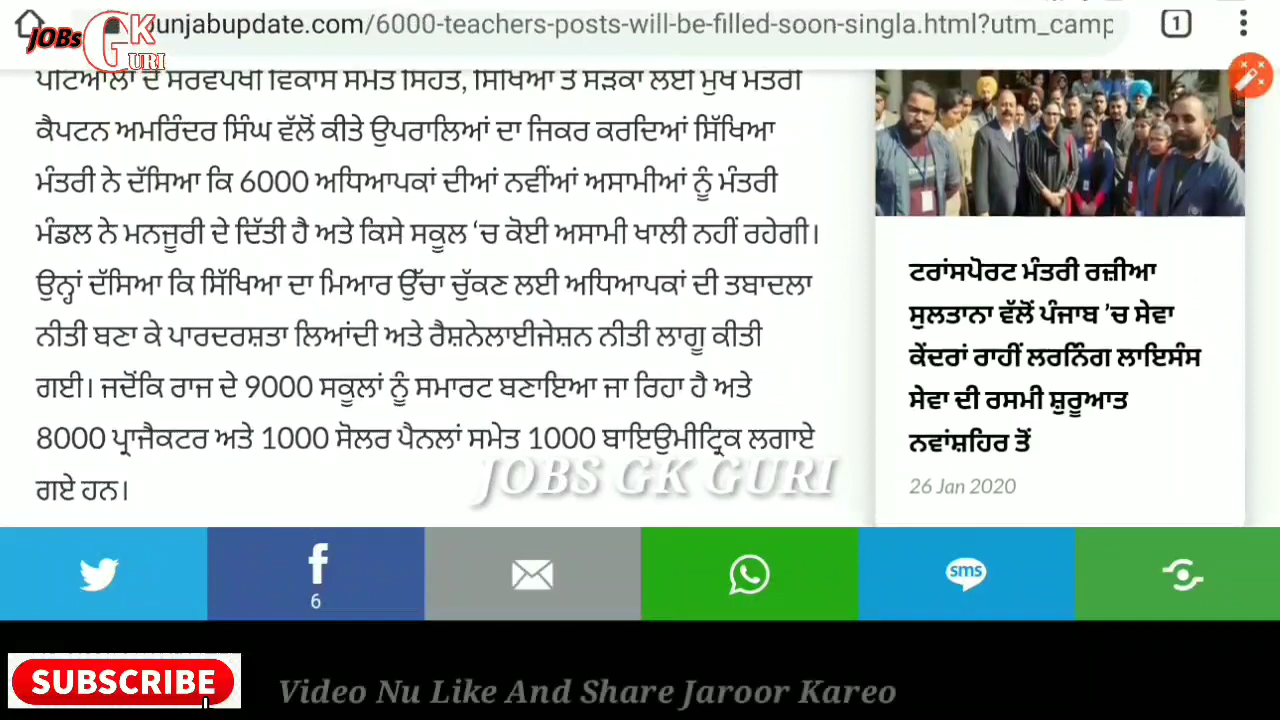 JOBs GK GURI
unjabupdate.com/6000-teachers-posts-will-be-filled-soon-singla.html?utm_camp
1
ਪਟਿਆਲਾ ਦੇ ਸਰਵਪੱਖੀ ਵਿਕਾਸ ਸਮੇਤ ਸਿਹਤ, ਸਿੱਖਿਆ ਤੇ ਸੜਕਾਂ ਲਈ ਮੁੱਖ ਮੰਤਰੀ
ਕੈਪਟਨ ਅਮਰਿੰਦਰ ਸਿੰਘ ਵੱਲੋਂ ਕੀਤੇ ਉਪਰਾਲਿਆਂ ਦਾ ਜਿਕਰ ਕਰਦਿਆਂ ਸਿੱਖਿਆ
ਮੰਤਰੀ ਨੇ ਦੱਸਿਆ ਕਿ 6000 ਅਧਿਆਪਕਾਂ ਦੀਆਂ ਨਵੀਂਆਂ ਅਸਾਮੀਆਂ ਨੂੰ ਮੰਤਰੀ
ਮੰਡਲ ਨੇ ਮਨਜੂਰੀ ਦੇ ਦਿੱਤੀ ਹੈ ਅਤੇ ਕਿਸੇ ਸਕੂਲ ‘ਚ ਕੋਈ ਅਸਾਮੀ ਖਾਲੀ ਨਹੀਂ ਰਹੇਗੀ।
ਉਨ੍ਹਾਂ ਦੱਸਿਆ ਕਿ ਸਿੱਖਿਆ ਦਾ ਮਿਆਰ ਉੱਚਾ ਚੁੱਕਣ ਲਈ ਅਧਿਆਪਕਾਂ ਦੀ ਤਬਾਦਲਾ
ਨੀਤੀ ਬਣਾ ਕੇ ਪਾਰਦਰਸ਼ਤਾ ਲਿਆਂਦੀ ਅਤੇ ਰੈਸ਼ਨੇਲਾਈਜੇਸ਼ਨ ਨੀਤੀ ਲਾਗੂ ਕੀਤੀ
ਗਈ। ਜਦੋਂਕਿ ਰਾਜ ਦੇ 9000 ਸਕੂਲਾਂ ਨੂੰ ਸਮਾਰਟ ਬਣਾਇਆ ਜਾ ਰਿਹਾ ਹੈ ਅਤੇ
8000 ਪ੍ਰਾਜੈਕਟਰ ਅਤੇ 1000 ਸੋਲਰ ਪੈਨਲਾਂ ਸਮੇਤ 1000 ਬਾਇਉਮੀਟ੍ਰਿਕ ਲਗਾਏ
ਗਏ ਹਨ।
JOBS GK GURI
ਟਰਾਂਸਪੋਰਟ ਮੰਤਰੀ ਰਜ਼ੀਆ
ਸੁਲਤਾਨਾ ਵੱਲੋਂ ਪੰਜਾਬ ’ਚ ਸੇਵਾ
ਕੇਂਦਰਾਂ ਰਾਹੀਂ ਲਰਨਿੰਗ ਲਾਇਸੰਸ
ਸੇਵਾ ਦੀ ਰਸਮੀ ਸ਼ੁਰੂਆਤ
ਨਵਾਂਸ਼ਹਿਰ ਤੋਂ
26 Jan 2020
6
sms
SUBSCRIBE
Video Nu Like And Share Jaroor Kareo